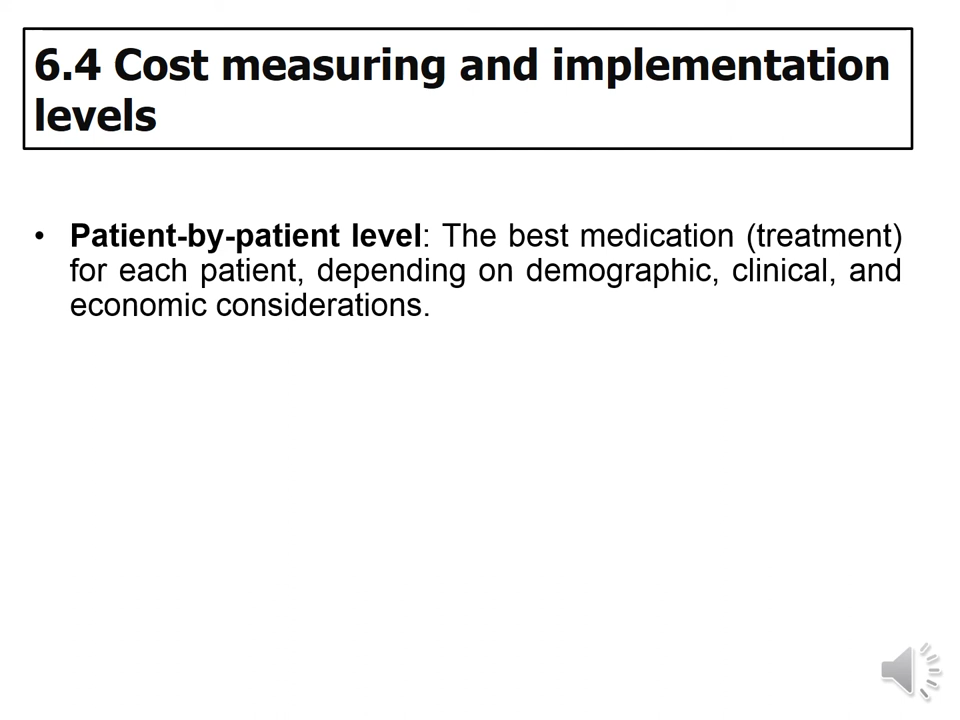 6.4 Cost measuring and implementation
levels
• Patient-by-patient level: The best medication (treatment)
for each patient, depending on demographic, clinical, and
economic considerations.